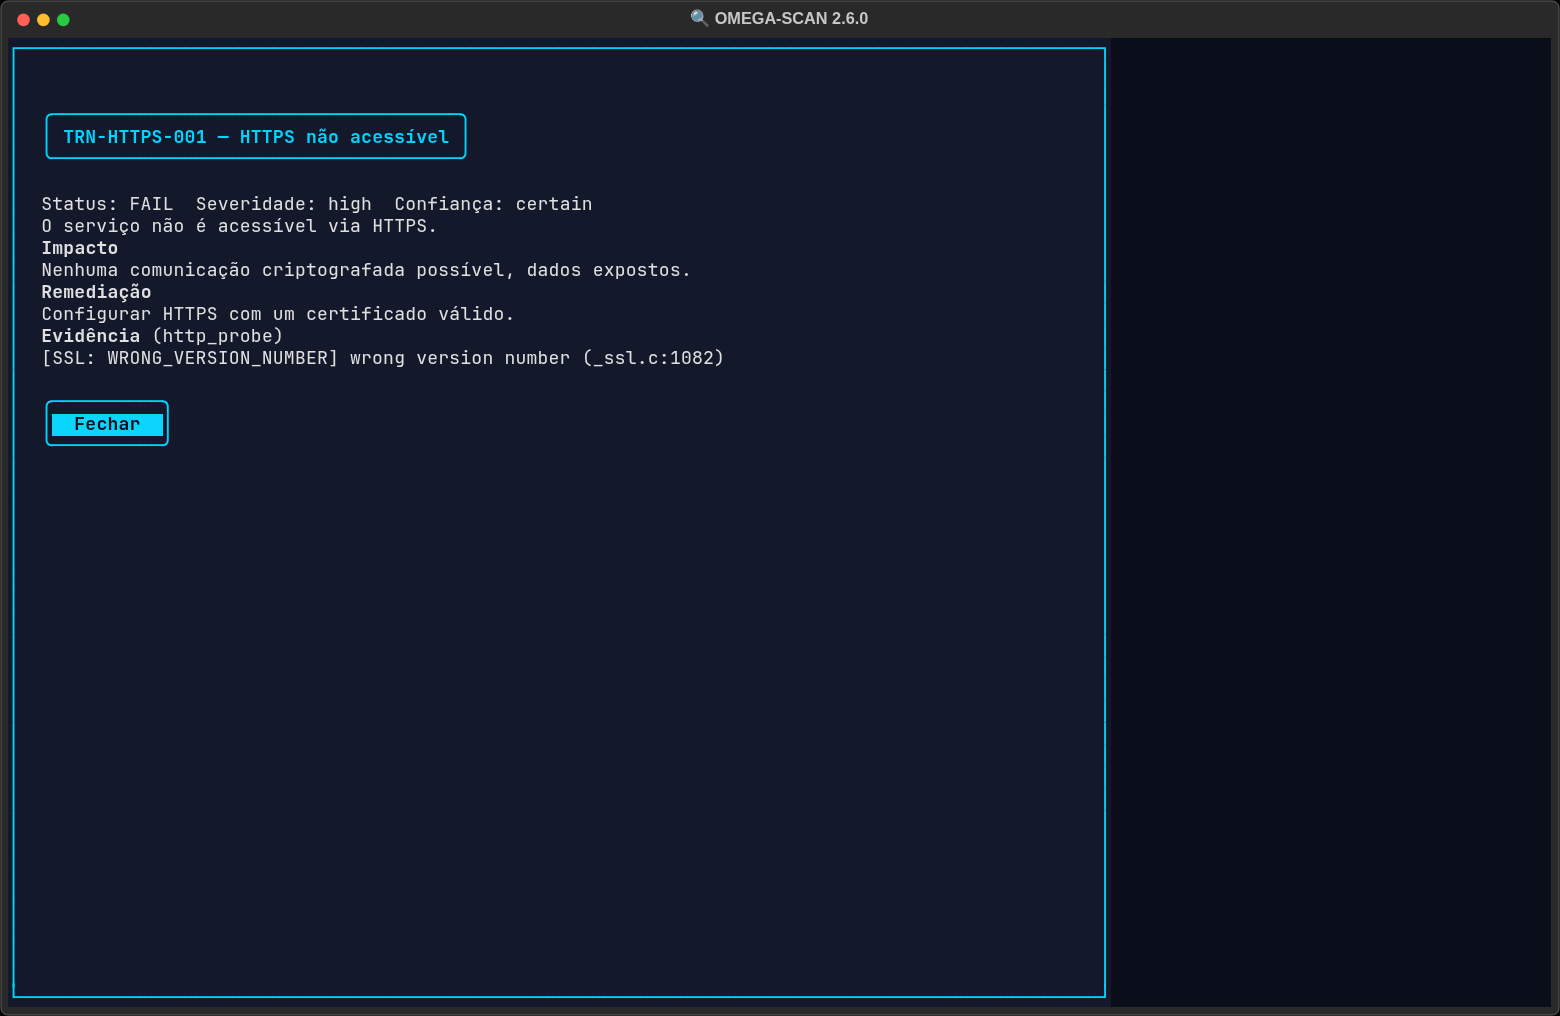 🔍 OMEGA-SCAN 2.6.0
TRN-HTTPS-001 — HTTPS não acessível
Status: FAIL  Severidade: high  Confiança: certain
O serviço não é acessível via HTTPS.
Impacto
Nenhuma comunicação criptografada possível, dados expostos.
Remediação
Configurar HTTPS com um certificado válido.
Evidência (http_probe)
[SSL: WRONG_VERSION_NUMBER] wrong version number (_ssl.c:1082)
Fechar